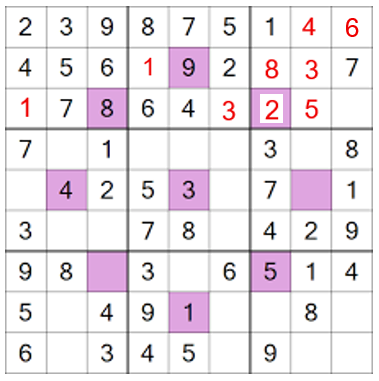 2 3 9 8 7 5 1 4 6
4 5 6 1 9 2 8 3 7
1 7 8 6 4 3 2 5
7 1 3 8
4 2 5 3 7 1
3 7 8 4 2 9
9 8 3 6 5 1 4
5 4 9 1 8
6 3 4 5 9